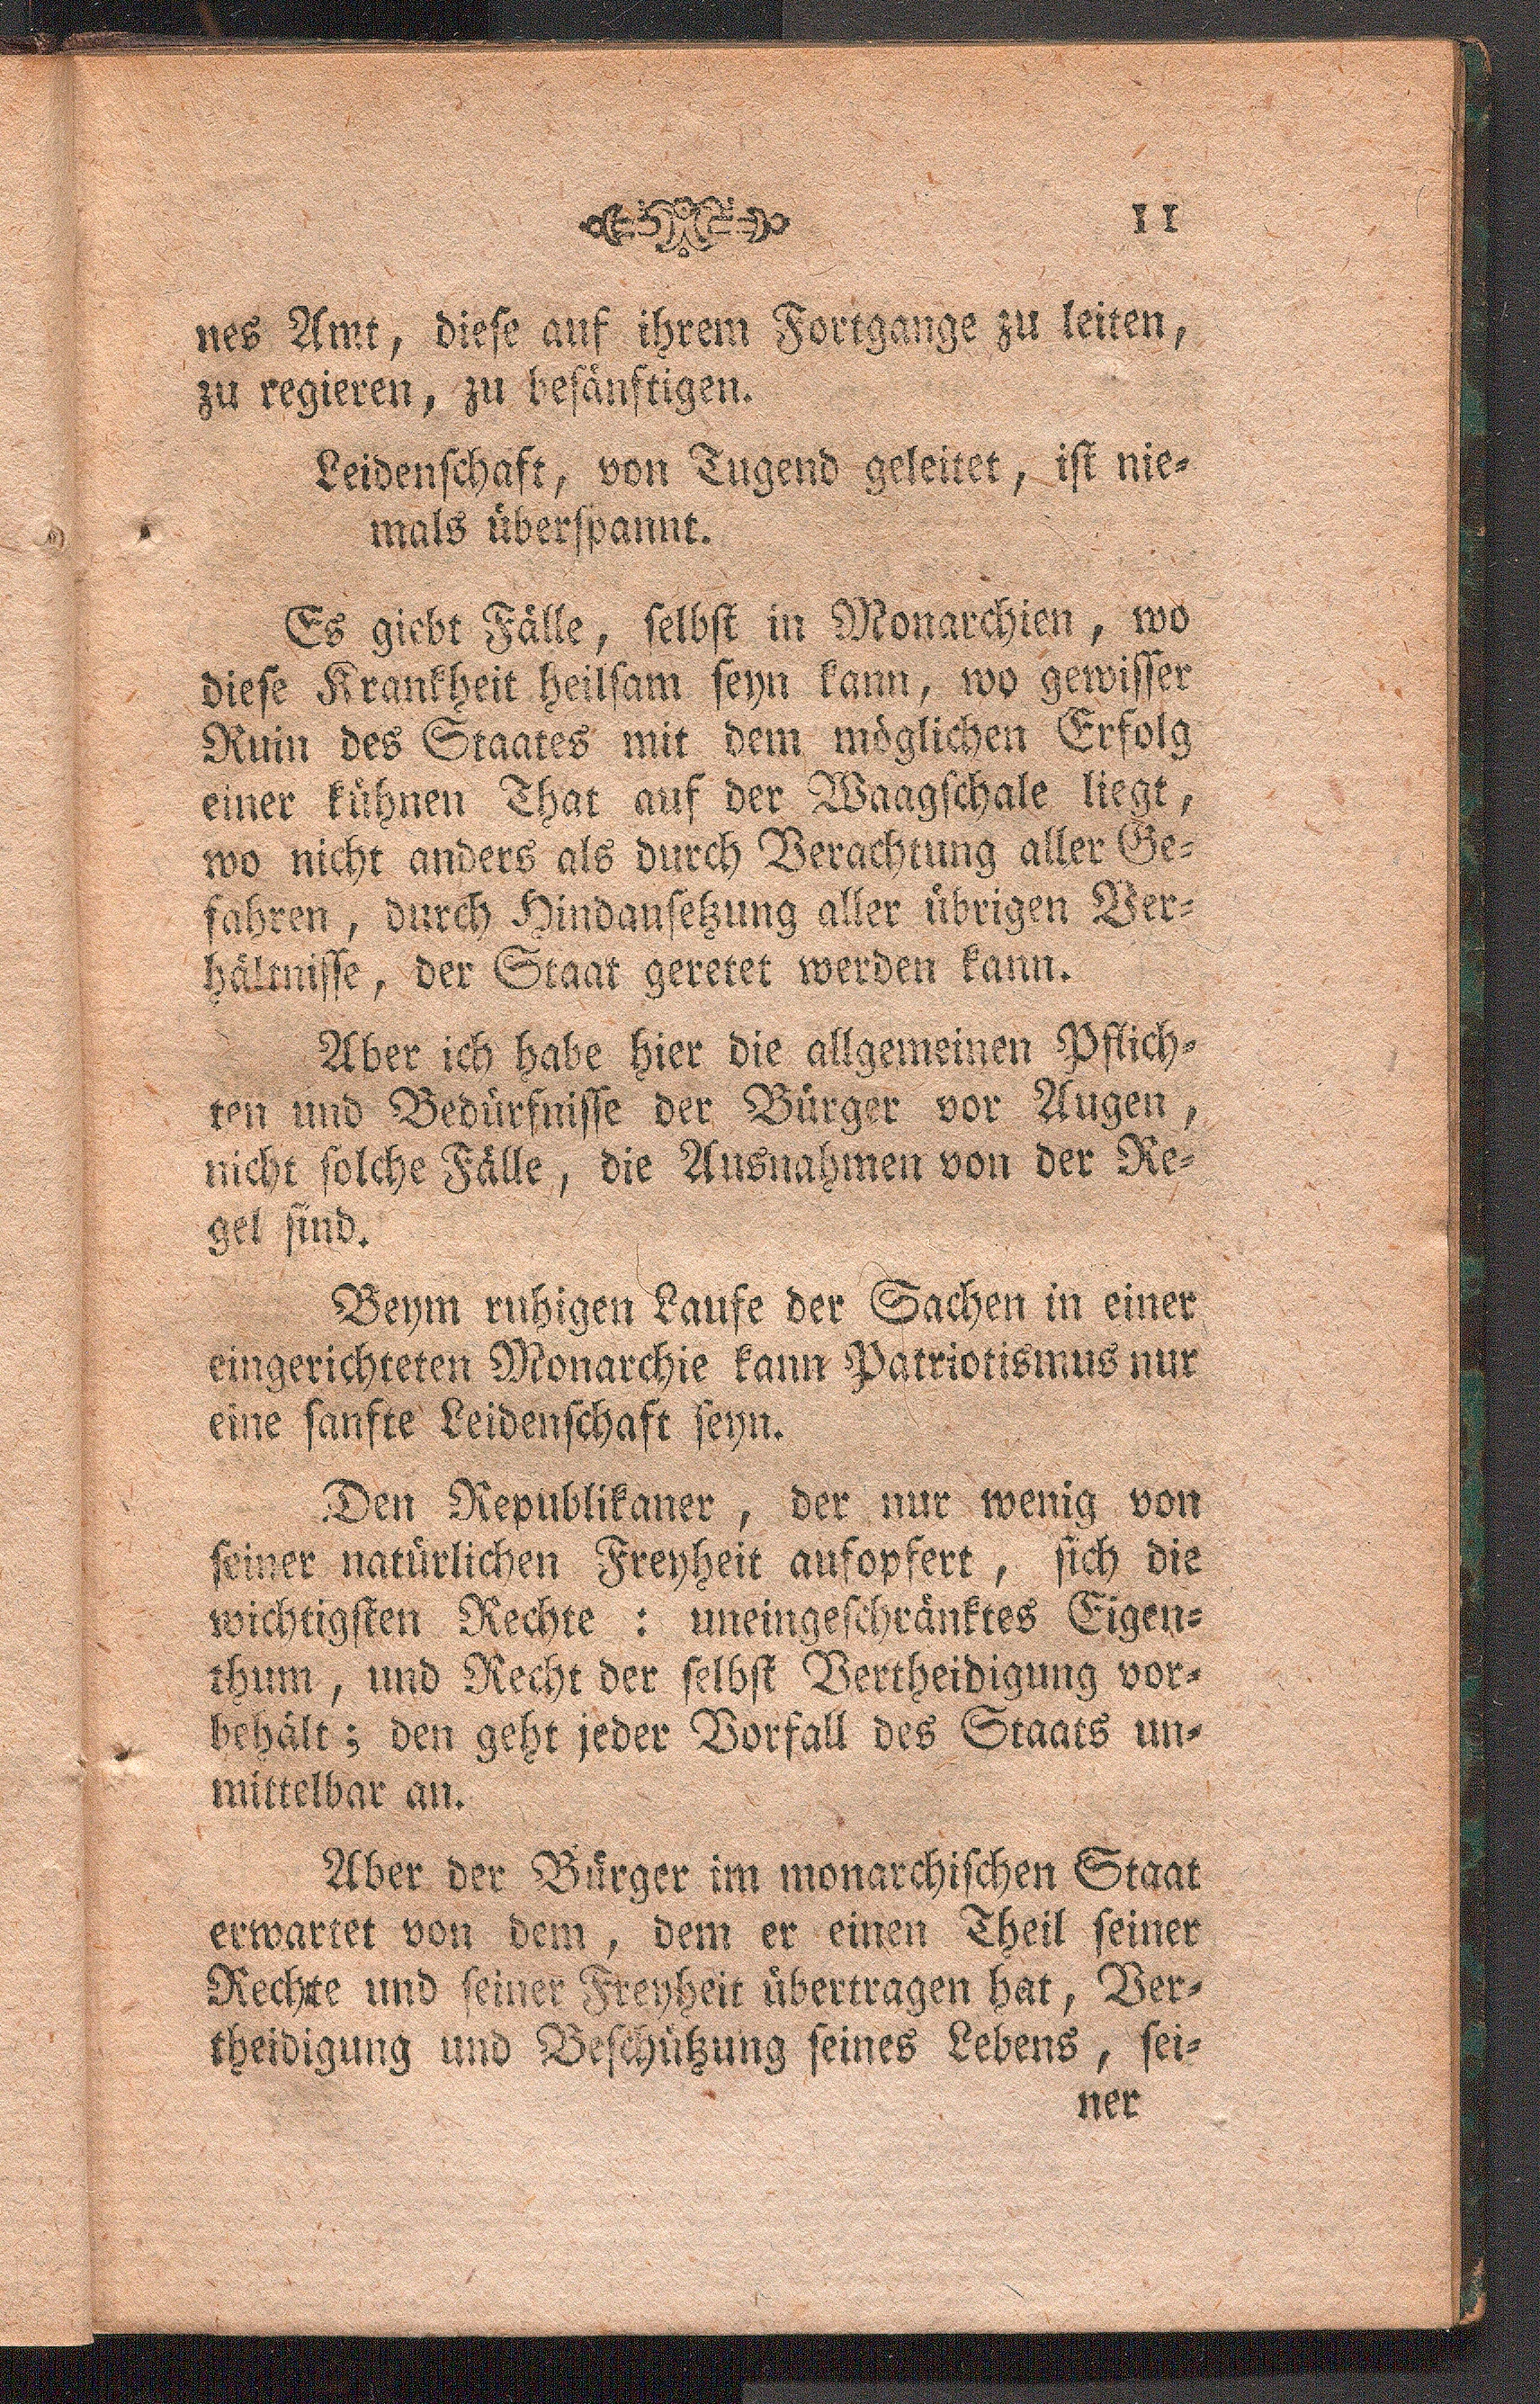 11
nes Amt, diese auf ihrem Fortgange zu leiten,
zu regieren, zu besänftigen.
Leidenschaft, von Tugend geleitet, ist nie-
mals überspannt.
Es giebt Fälle, selbst in Monarchien, wo
diese Krankheit heilsam seyn kann, wo gewisser
Ruin des Staates mit dem möglichen Erfolg
einer kühnen That auf der Waagschale liegt,
wo nicht anders als durch Verachtung aller Ge-
fahren, durch Hindansetzung aller übrigen Ver-
hältnisse, der Staat geretet werden kann.
Aber ich habe hier die allgemeinen Pflich-
ten und Bedürfnisse der Bürger vor Augen,
nicht solche Fälle, die Ausnahmen von der Re-
gel sind.
Beym ruhigen Laufe der Sachen in einer
eingerichteten Monarchie kann Patriotismus nur
eine sanfte Leidenschaft seyn.
Den Republikaner, der nur wenig von
seiner natürlichen Freyheit aufopfert, sich die
wichtigsten Rechte : uneingeschränktes Eigen-
thum, und Recht der selbst Vertheidigung vor-
behält; den geht jeder Vorfall des Staats un-
mittelbar an.
Aber der Bürger im monarchischen Staat
erwartet von dem, dem er einen Theil seiner
Rechte und seiner Freyheit übertragen hat, Ver-
theidigung und Beschützung seines Lebens, sei-
ner